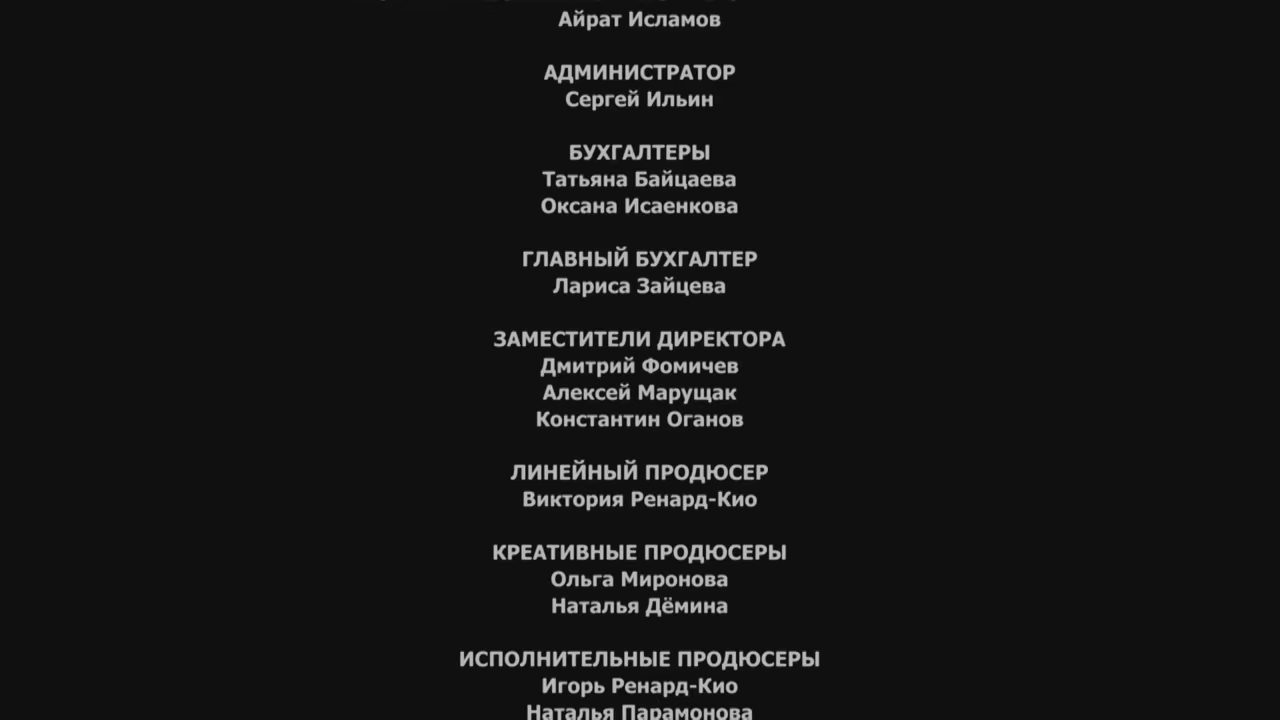 Айрат Исламов
АДМИНИСТРАТОР
Сергей Ильин
БУХГАЛТЕРЫ
Татьяна Байцаева
Оксана Исаенкова
ГЛАВНЫЙ БУХГАЛТЕР
Лариса Зайцева
ЗАМЕСТИТЕЛИ ДИРЕКТОРА
Дмитрий Фомичев
Алексей Марущак
Константин Оганов
ЛИНЕЙНЫЙ ПРОДЮСЕР
Виктория Ренард-Кио
КРЕАТИВНЫЕ ПРОДЮСЕРЫ
Ольга Миронова
Наталья Дёмина
ИСПОЛНИТЕЛЬНЫЕ ПРОДЮСЕРЫ
Игорь Ренард-Кио
Наталья Парамонова